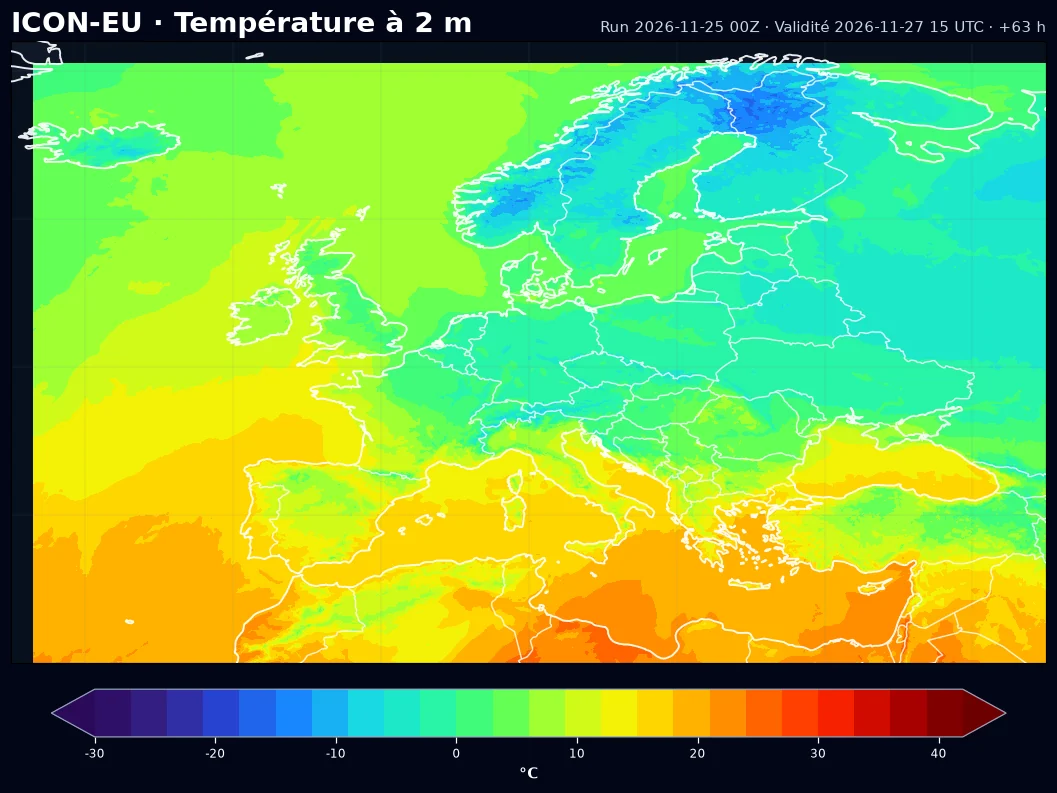 ICON-EU · Température à 2 m
Run 2026-11-25 00Z · Validité 2026-11-27 15 UTC · +63 h
-30 -20 -10 0 10 20 30 40
°C